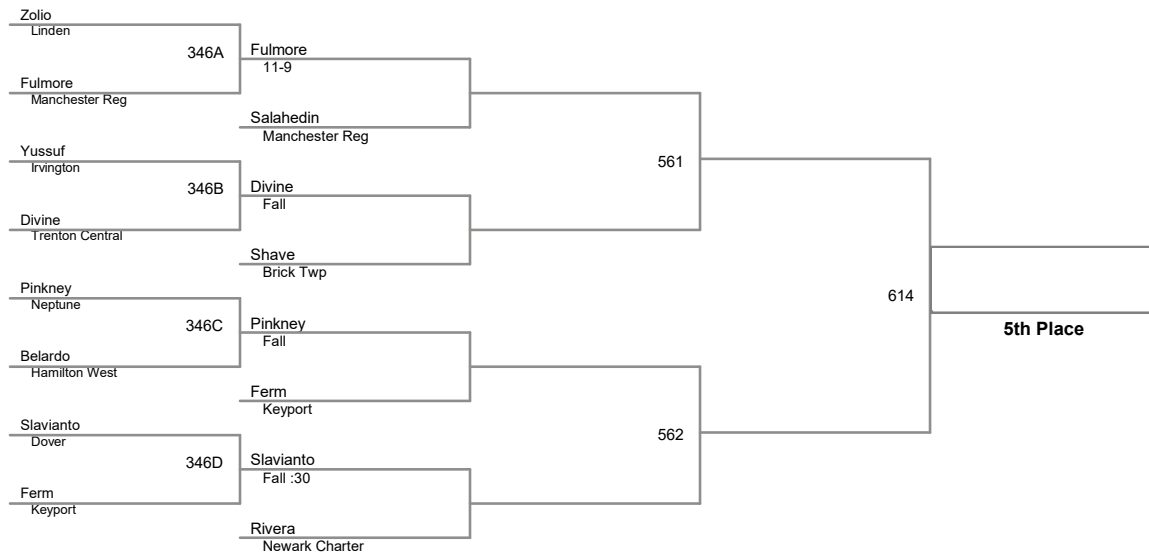 Zolio
Linden
346A
Fulmore
11-9
Fulmore
Manchester Reg
Salahedin
Manchester Reg
Yussuf
Irvington
561
346B
Divine
Fall
Divine
Trenton Central
Shave
Brick Twp
Pinkney
Neptune
614
346C
Pinkney
Fall
5th Place
Belardo
Hamilton West
Ferm
Keyport
Slavianto
Dover
562
346D
Slavianto
Fall :30
Ferm
Keyport
Rivera
Newark Charter